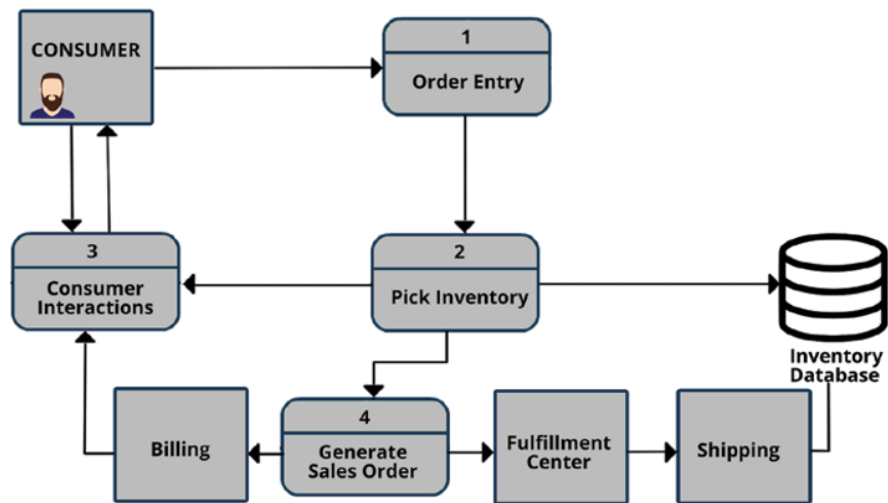 CONSUMER
1
Order Entry
3
Consumer
Interactions
2
Pick Inventory
Inventory
Database
Billing
4
Generate
Sales Order
Fulfillment
Center
Shipping